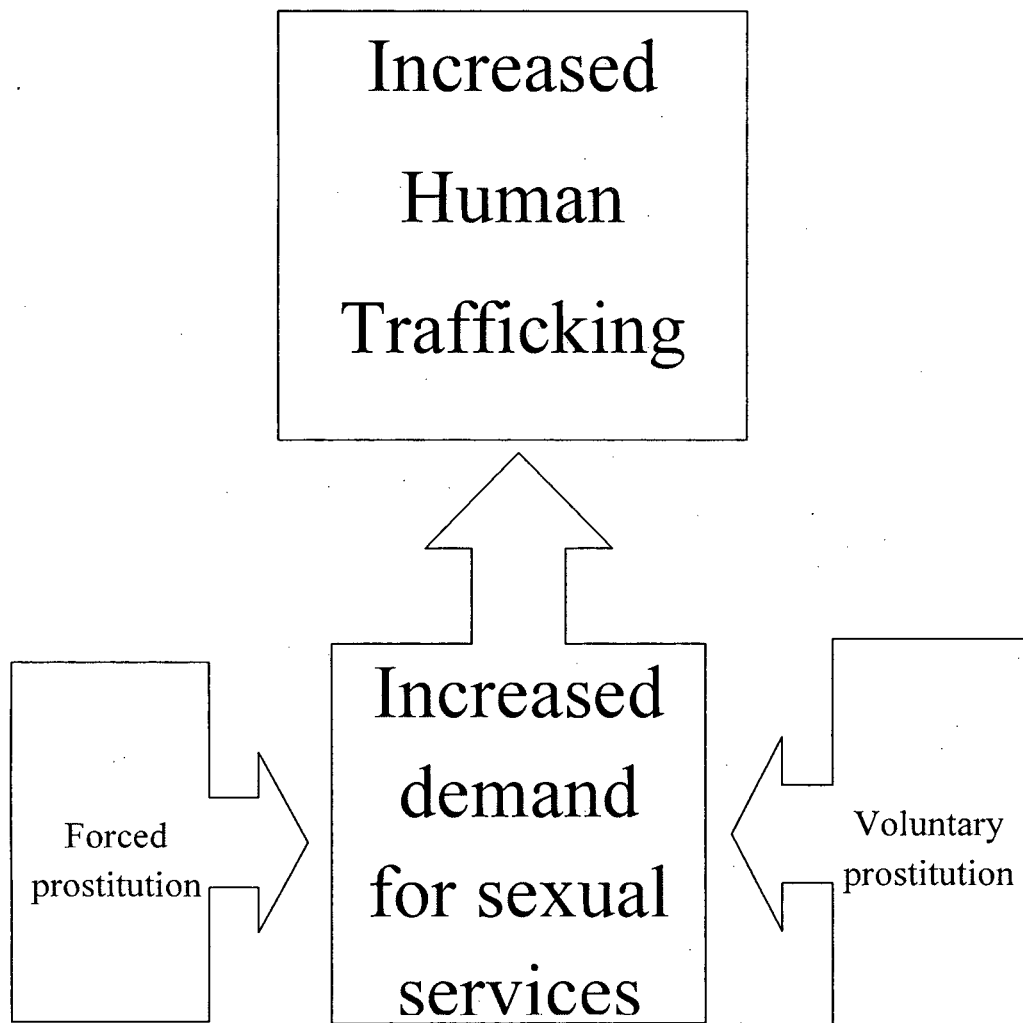 Increased
Human
Trafficking
Increased
demand
for sexual
services
Forced
prostitution
Voluntary
prostitution